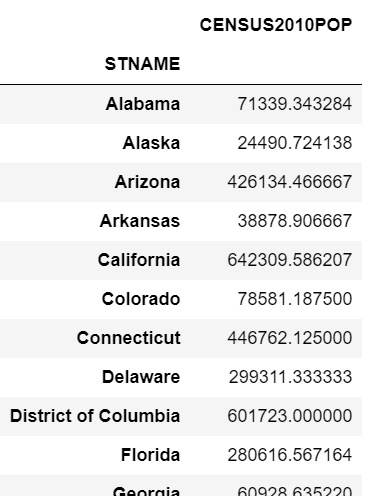 CENSUS2010POP
STNAME
Alabama 71339.343284
Alaska 24490.724138
Arizona 426134.466667
Arkansas 38878.906667
California 642309.586207
Colorado 78581.187500
Connecticut 446762.125000
Delaware 299311.333333
District of Columbia 601723.000000
Florida 280616.567164
Georgia 60928.635220